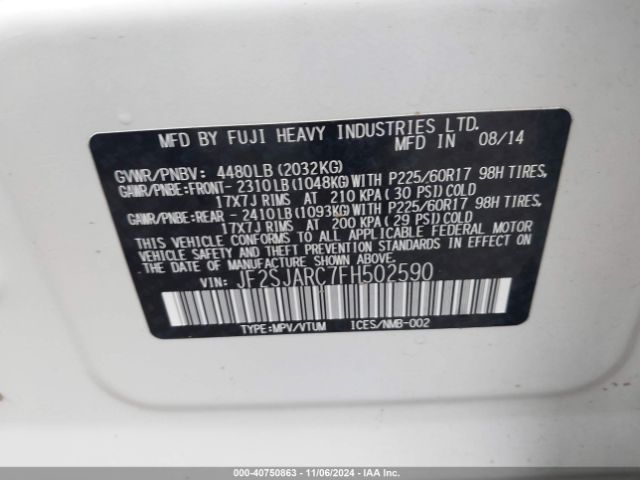 MFD BY FUJI HEAVY INDUSTRIES LTD.
MFD IN 08/14
GVWR/PNBV: 4480LB (2032KG)
GAWR/PNBE:FRONT- 2310LB (1048KG)WITH P225/60R17 98H TIRES,
17X7J RIMS AT 210 KPA (30 PSI)COLD
GAWR/PNBE:REAR - 2410LB (1093KG)WITH P225/60R17 98H TIRES,
17X7J RIMS AT 200 KPA (29 PSI)COLD
THIS VEHICLE CONFORMS TO ALL APPLICABLE FEDERAL MOTOR
VEHICLE SAFETY AND THEFT PREVENTION STANDARDS IN EFFECT
ON THE DATE OF MANUFACTURE SHOWN ABOVE.
VIN: JF2SJARC7FH502590
TYPE:MPV/VTUM ICES/NMB-002
000-40750863 - 11/06/2024 - IAA, LLC.